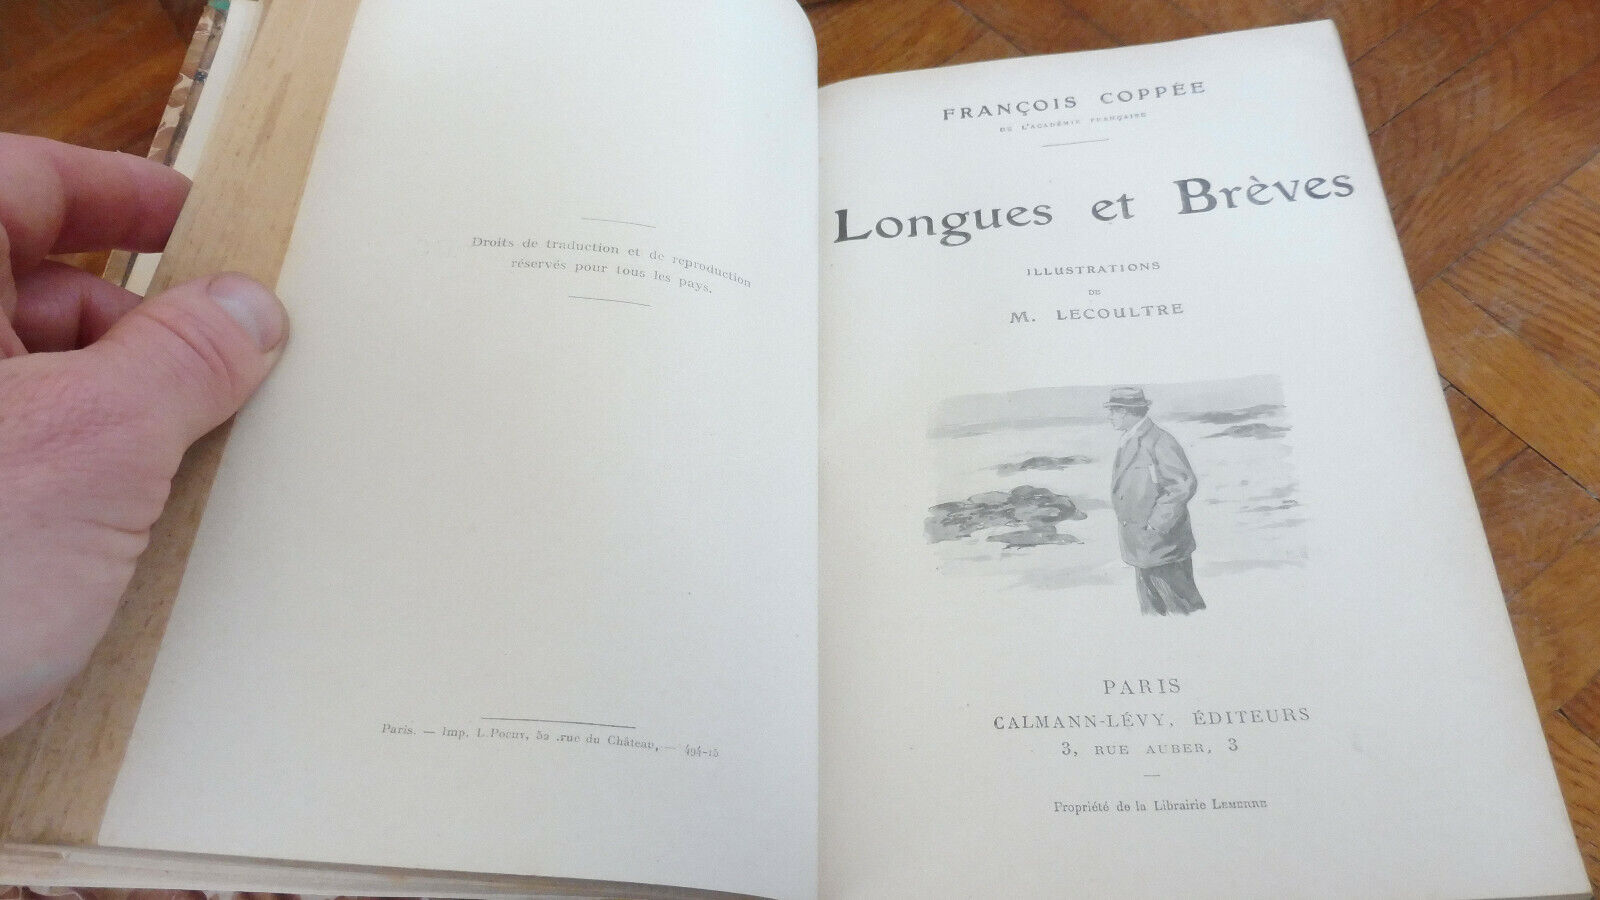 Droits de traduction et de reproduction
réservés pour tous les pays.
Paris. — Imp. L. Pochy, 52 .rue du Château, — 494-15
FRANÇOIS COPPÉE
DE L'ACADÉMIE FRANÇAISE
Longues et Brèves
ILLUSTRATIONS
DE
M. LECOULTRE
PARIS
CALMANN-LÉVY, ÉDITEURS
3, RUE AUBER, 3
Propriété de la Librairie LEMERRE